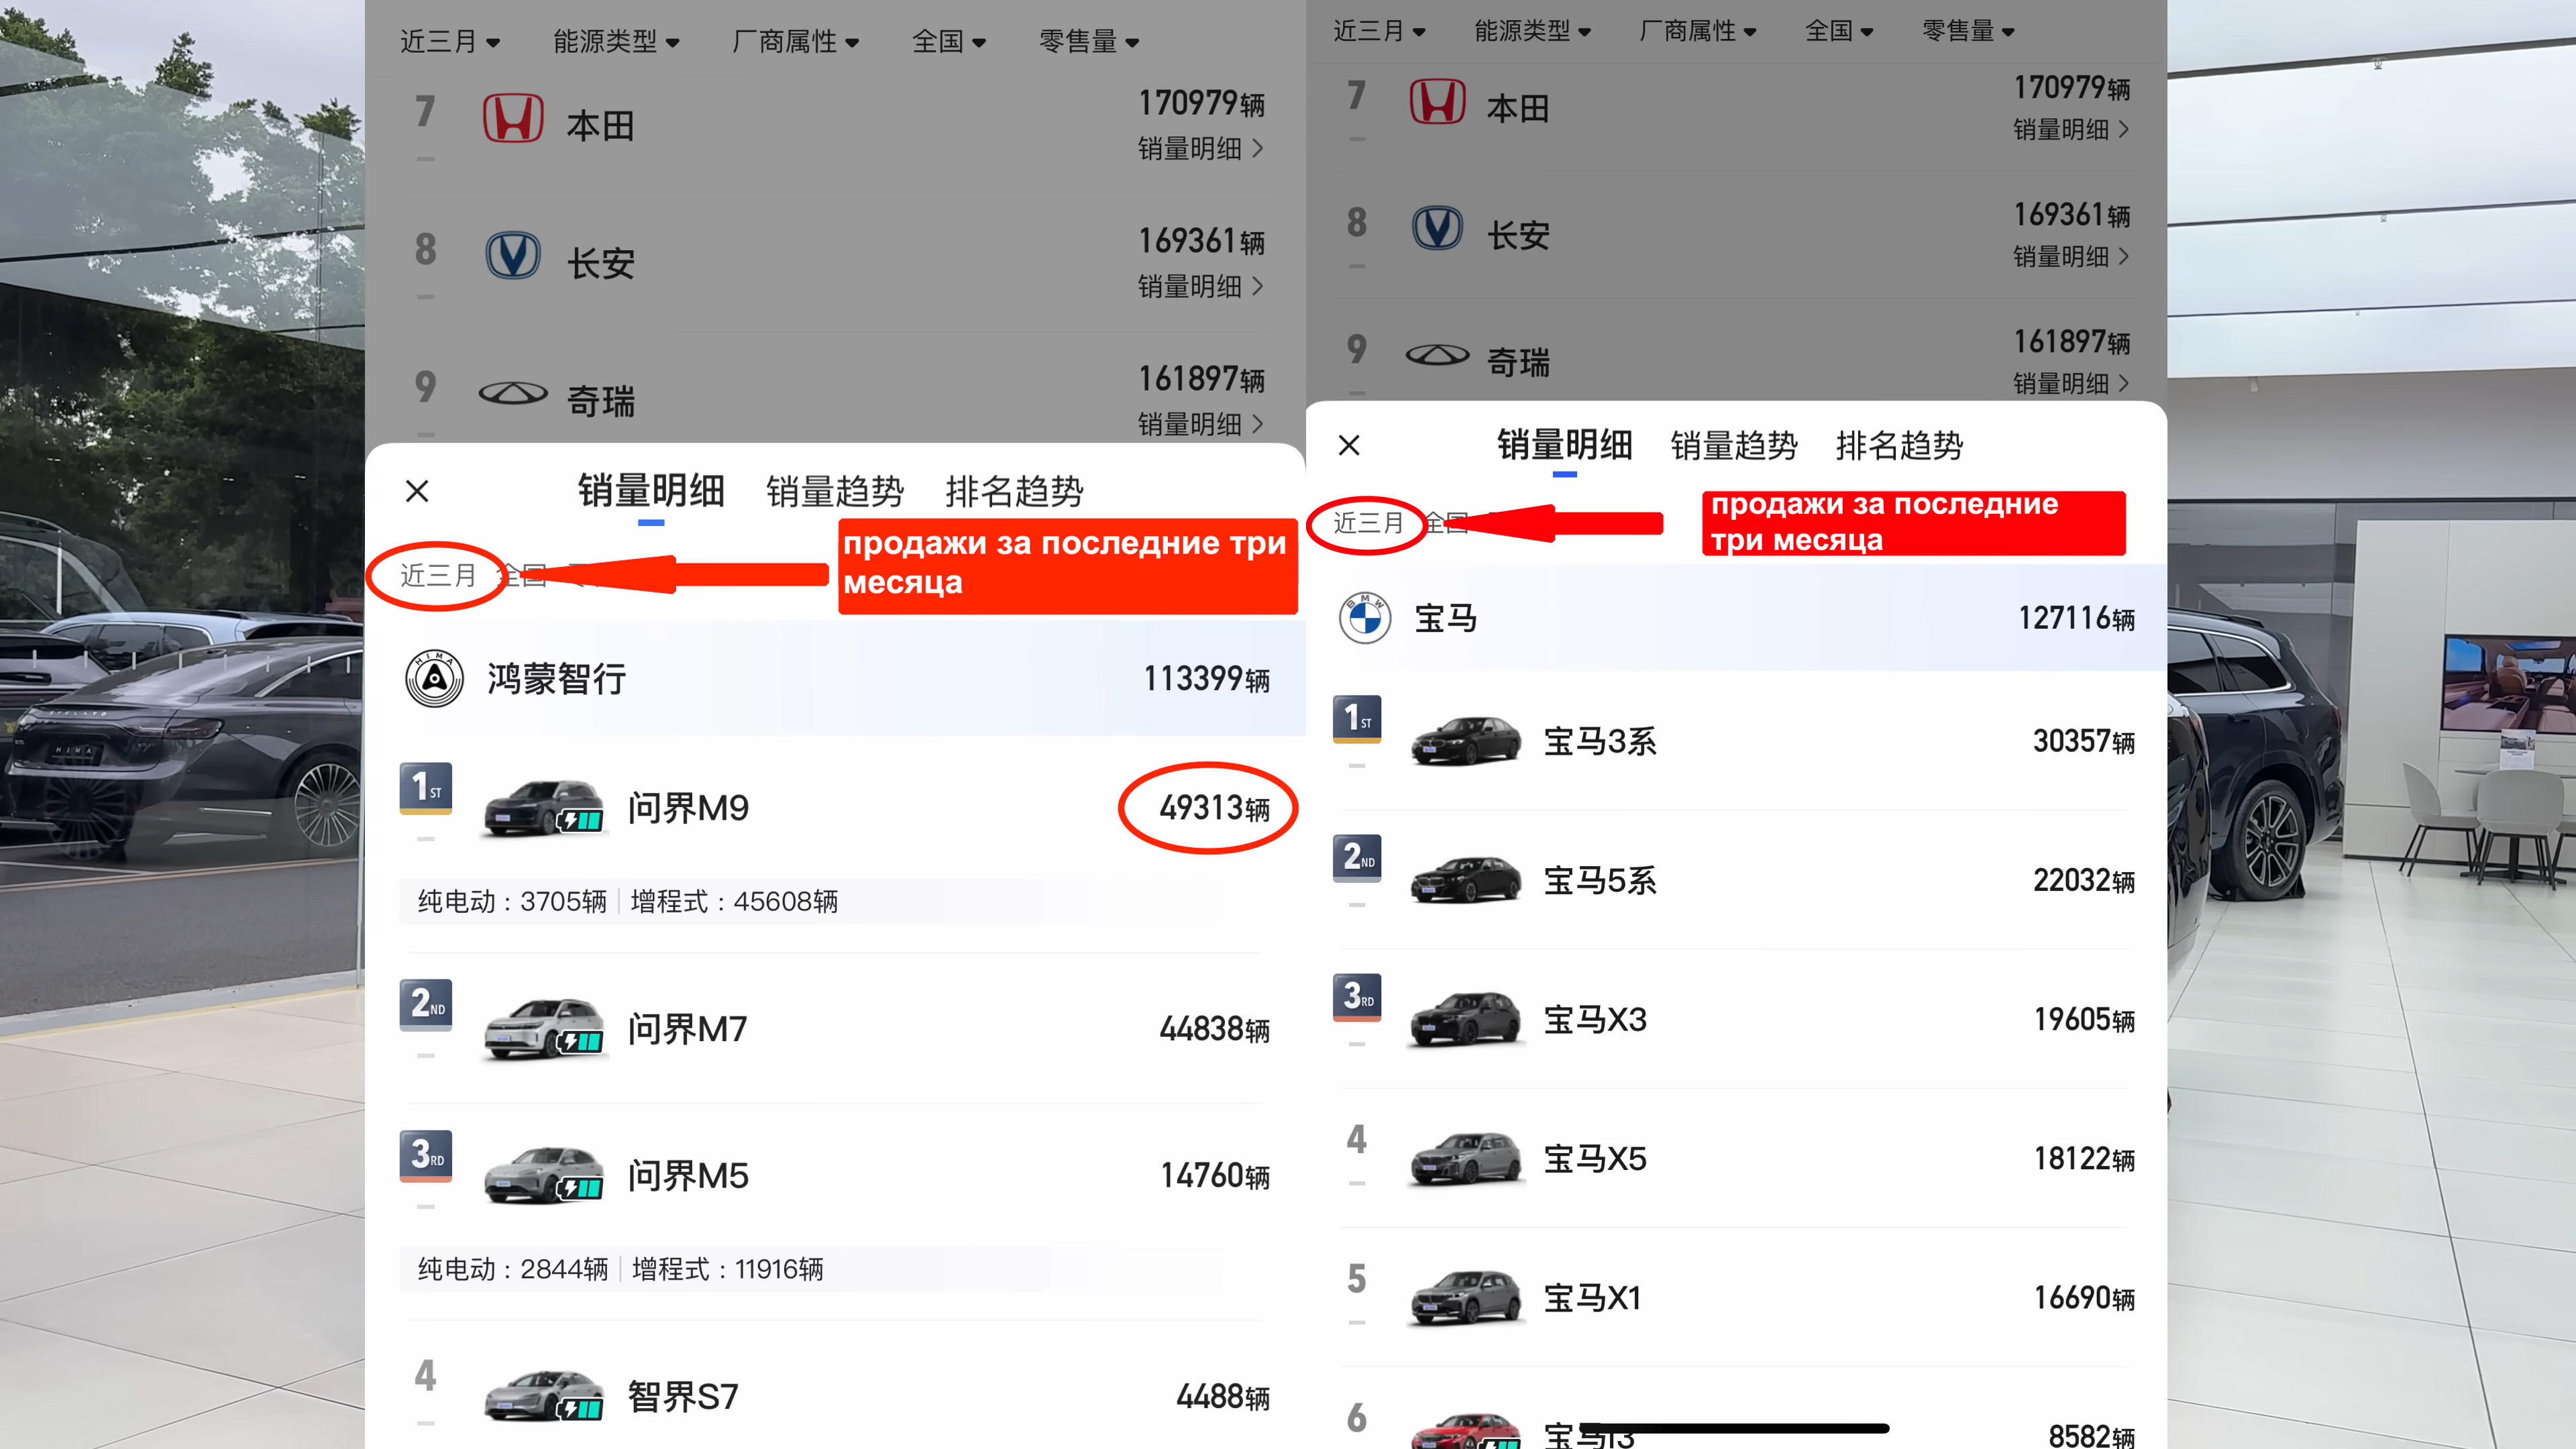 近三月 能源类型 厂商属性 全国 零售量
7 本田 170979辆
销量明细
8 长安 169361辆
销量明细
9 奇瑞 161897辆
销量明细
销量明细 销量趋势 排名趋势
近三月 全国
продажи за последние три
месяца
HIMA 鸿蒙智行 113399辆
1ST 问界M9 49313辆
纯电动：3705辆 增程式：45608辆
2ND 问界M7 44838辆
3RD 问界M5 14760辆
纯电动：2844辆 增程式：11916辆
4 智界S7 4488辆
近三月 能源类型 厂商属性 全国 零售量
7 本田 170979辆
销量明细
8 长安 169361辆
销量明细
9 奇瑞 161897辆
销量明细
销量明细 销量趋势 排名趋势
近三月 全国
продажи за последние
три месяца
BMW 宝马 127116辆
1ST 宝马3系 30357辆
2ND 宝马5系 22032辆
3RD 宝马X3 19605辆
4 宝马X5 18122辆
5 宝马X1 16690辆
6 宝马i3 8582辆
HIMA